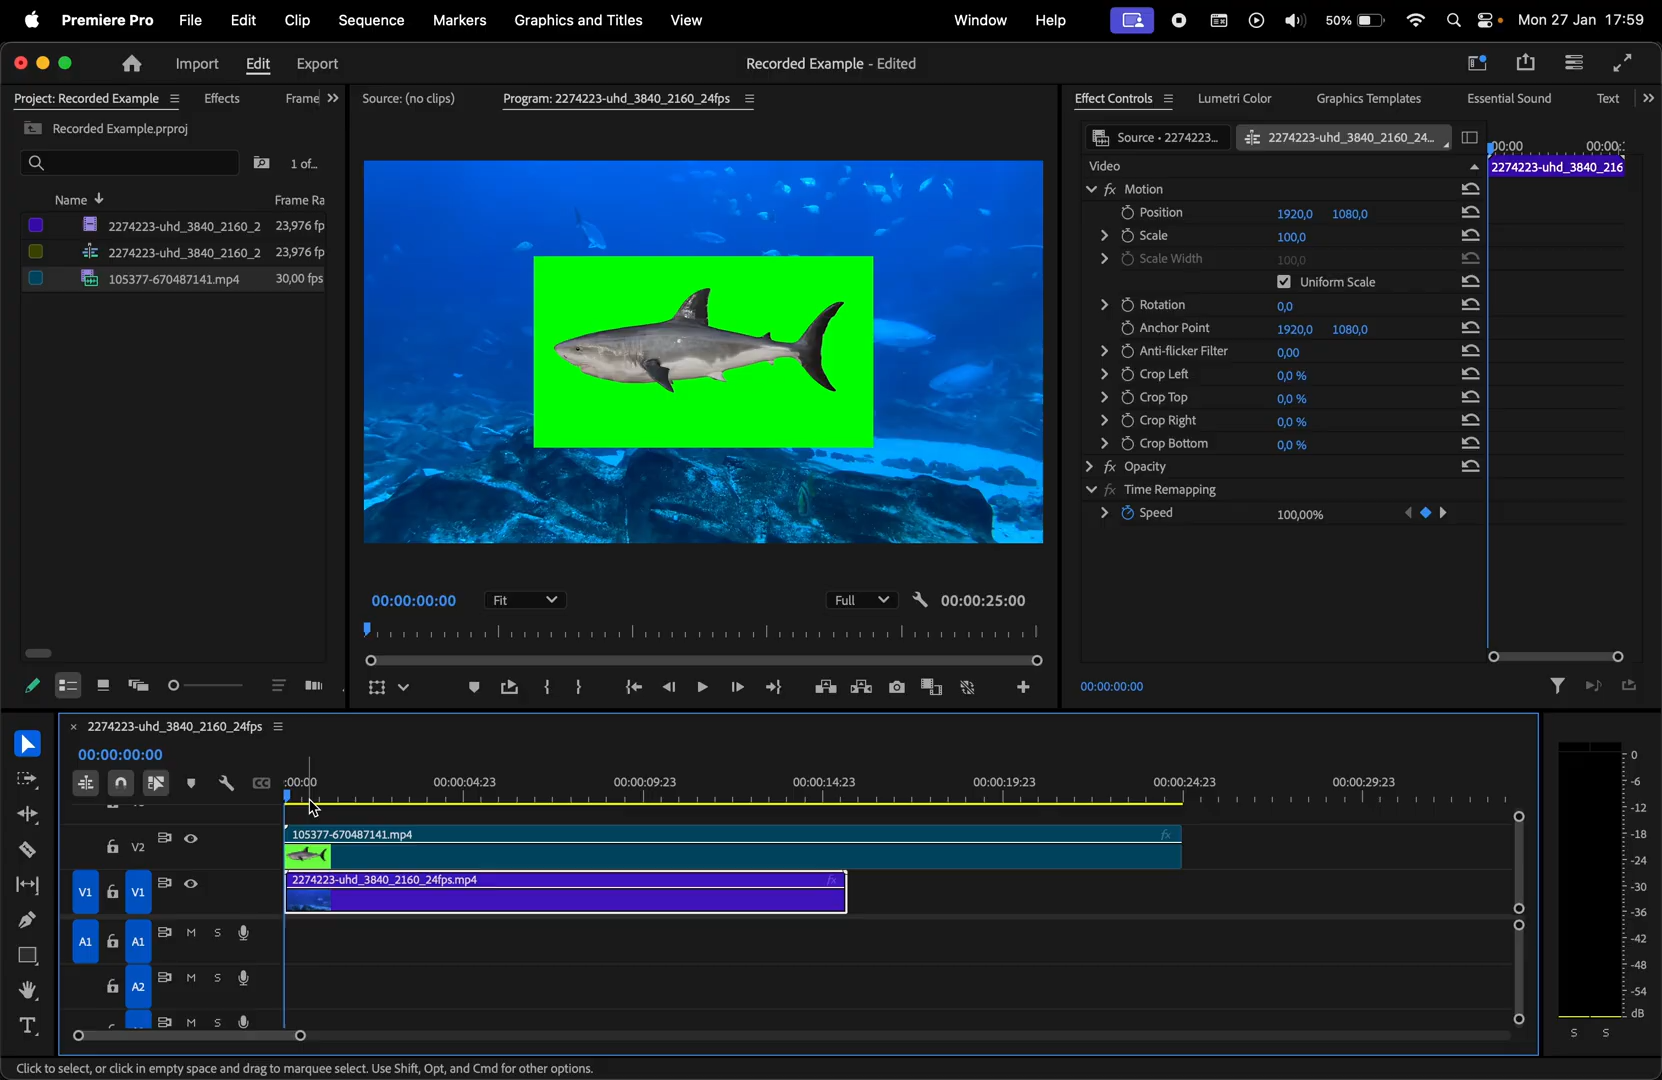 Premiere Pro File Edit Clip Sequence Markers Graphics and Titles View Window Help 50% Mon 27 Jan 17:59
Import Edit Export Recorded Example - Edited
Project: Recorded Example Effects Frame
Recorded Example.prproj
1 of...
Name Frame Ra
2274223-uhd_3840_2160_2 23,976 fp
2274223-uhd_3840_2160_2 23,976 fp
105377-670487141.mp4 30,00 fps
Source: (no clips) Program: 2274223-uhd_3840_2160_24fps
00:00:00:00 Fit Full 00:00:25:00
Effect Controls Lumetri Color Graphics Templates Essential Sound Text
Source • 2274223... 2274223-uhd_3840_2160_24...
:00:00 00:00:
Video 2274223-uhd_3840_216
fx Motion
Position 1920,0 1080,0
Scale 100,0
Scale Width 100,0
Uniform Scale
Rotation 0,0
Anchor Point 1920,0 1080,0
Anti-flicker Filter 0,00
Crop Left 0,0 %
Crop Top 0,0 %
Crop Right 0,0 %
Crop Bottom 0,0 %
fx Opacity
fx Time Remapping
Speed 100,00%
00:00:00:00
× 2274223-uhd_3840_2160_24fps
00:00:00:00
CC :00:00 00:00:04:23 00:00:09:23 00:00:14:23 00:00:19:23 00:00:24:23 00:00:29:23
V2 105377-670487141.mp4 fx
V1 V1 2274223-uhd_3840_2160_24fps.mp4 fx
A1 A1 M S
A2 M S
M S
0
-6
-12
-18
-24
-30
-36
-42
-48
-54
dB
S S
Click to select, or click in empty space and drag to marquee select. Use Shift, Opt, and Cmd for other options.